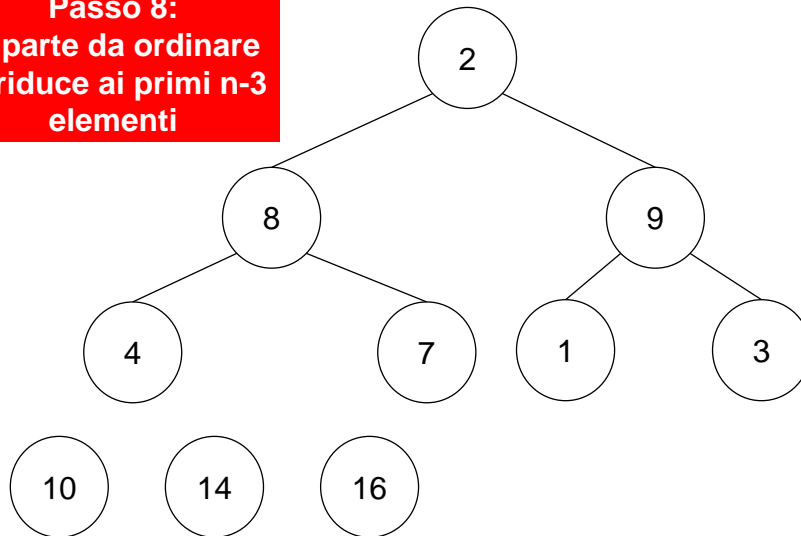 Passo 8:
parte da ordinare
riduce ai primi n-3
elementi
2
8
9
4
7
1
3
10
14
16